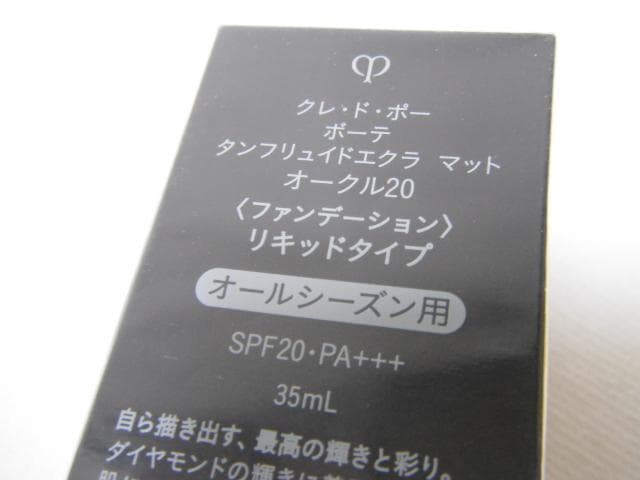 クレ・ド・ポー
ボーテ
タンフリュイドエクラ マット
オークル20
〈ファンデーション〉
リキッドタイプ
オールシーズン用
SPF20・PA+++
35mL
自ら描き出す、最高の輝きと彩り。
ダイヤモンドの輝きに